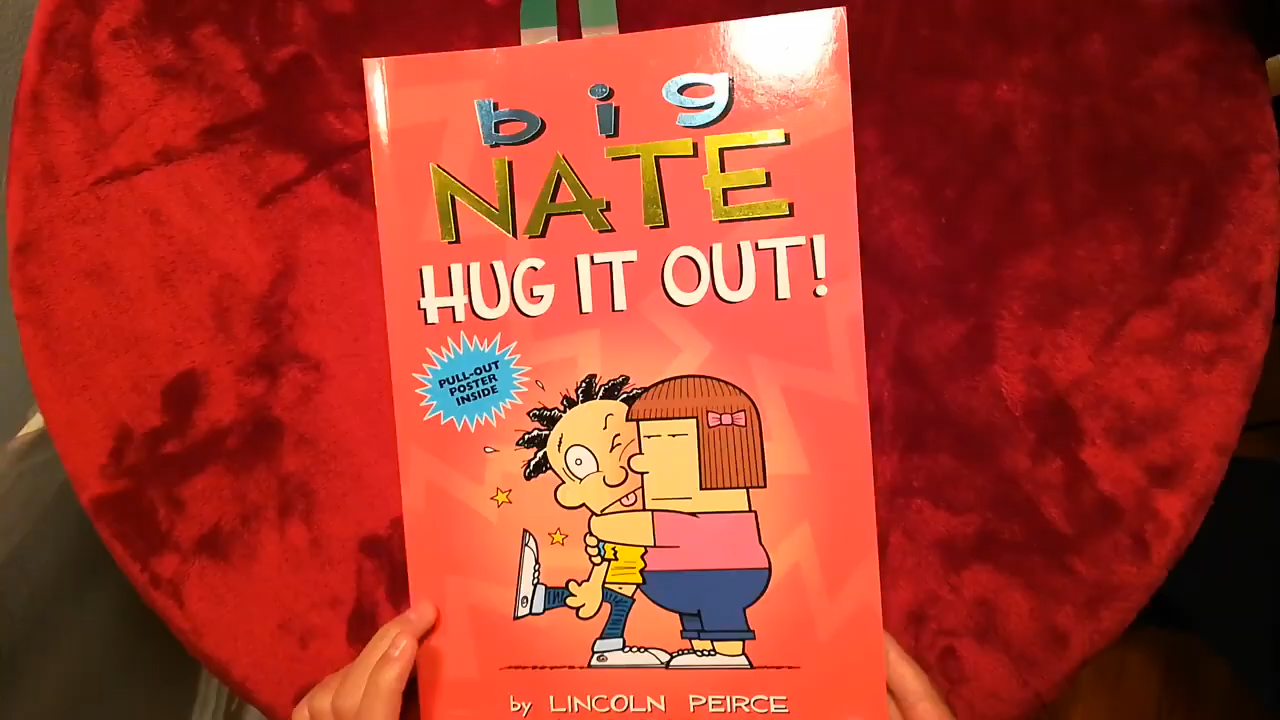 big
NATE
HUG IT OUT!
PULL-OUT
POSTER
INSIDE
by LINCOLN PEIRCE